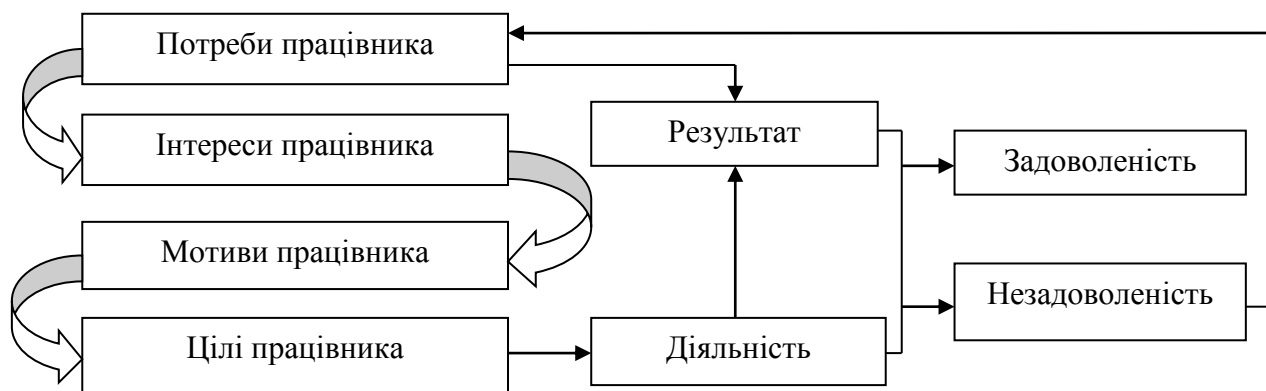 Потреби працівника
Інтереси працівника
Мотиви працівника
Цілі працівника
Результат
Діяльність
Задоволеність
Незадоволеність